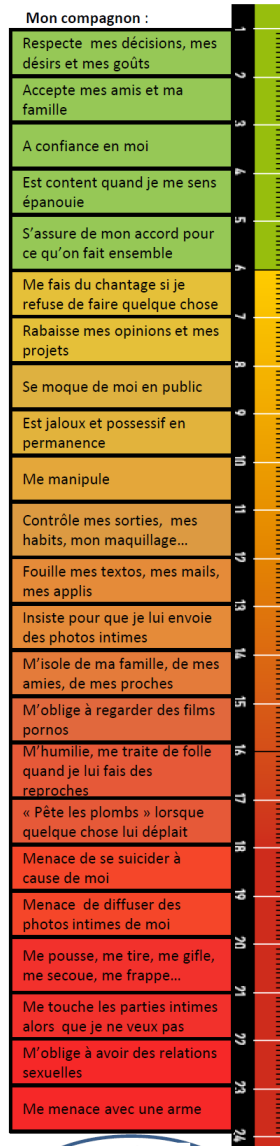 Mon compagnon :
1
Respecte mes décisions, mes
désirs et mes goûts
2
Accepte mes amis et ma
famille
3
A confiance en moi
4
Est content quand je me sens
épanouie
5
S’assure de mon accord pour
ce qu’on fait ensemble
6
Me fais du chantage si je
refuse de faire quelque chose
7
Rabaisse mes opinions et mes
projets
8
Se moque de moi en public
9
Est jaloux et possessif en
permanence
10
Me manipule
11
Contrôle mes sorties, mes
habits, mon maquillage…
12
Fouille mes textos, mes mails,
mes applis
13
Insiste pour que je lui envoie
des photos intimes
14
M’isole de ma famille, de mes
amies, de mes proches
15
M’oblige à regarder des films
pornos
16
M’humilie, me traite de folle
quand je lui fais des
reproches
17
« Pête les plombs » lorsque
quelque chose lui déplait
18
Menace de se suicider à
cause de moi
19
Menace de diffuser des
photos intimes de moi
20
Me pousse, me tire, me gifle,
me secoue, me frappe…
21
Me touche les parties intimes
alors que je ne veux pas
22
M’oblige à avoir des relations
sexuelles
23
Me menace avec une arme
24